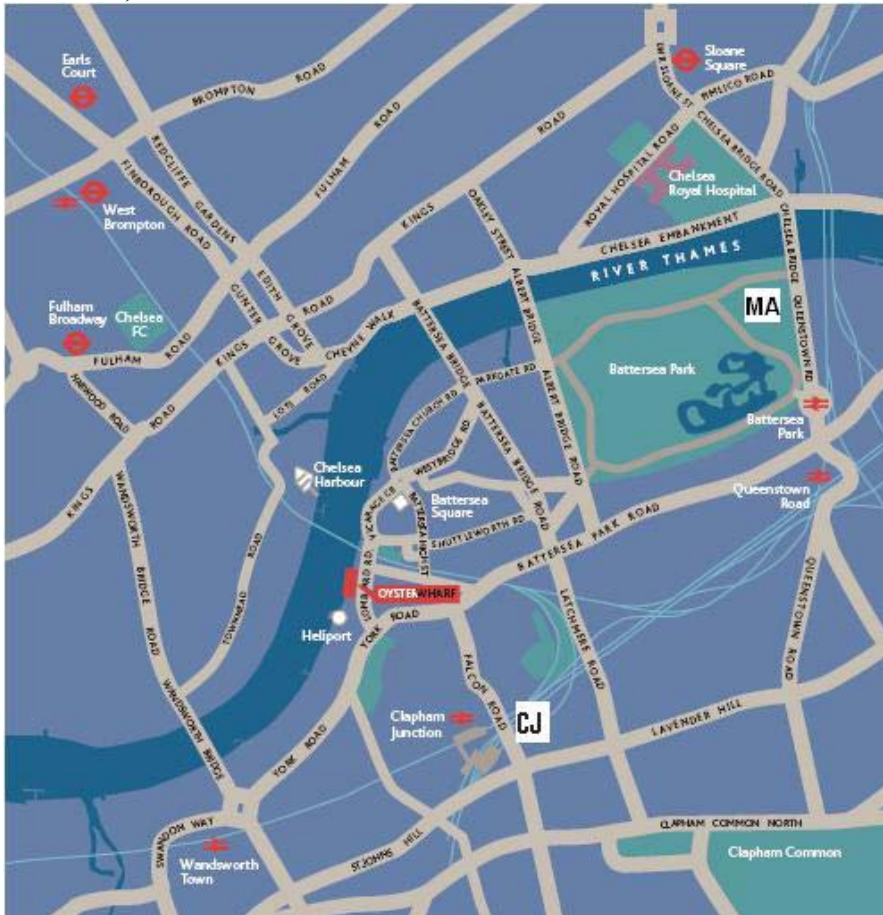 Earls
Court
BROMPTON ROAD
REDCLIFFE GARDENS
FINBOROUGH ROAD
FULHAM ROAD
KINGS ROAD
LWR SLOANE ST
Sloane
Square
PIMLICO ROAD
CHELSEA BRIDGE ROAD
ROYAL HOSPITAL ROAD
Chelsea
Royal Hospital
West
Brompton
OAKLEY STREET
CHELSEA EMBANKMENT
RIVER THAMES
CHELSEA BRIDGE
QUEENSTOWN RD
MA
EDITH GROVE
GUNTER GROVE
KINGS ROAD
CHEYNE WALK
ALBERT BRIDGE
BATTERSEA BRIDGE
Fulham
Broadway
Chelsea
FC
FULHAM ROAD
HARWOOD ROAD
LOTS ROAD
PARKGATE RD
ALBERT BRIDGE ROAD
Battersea Park
BATTERSEA CHURCH RD
WESTBRIDGE RD
BATTERSEA BRIDGE ROAD
Battersea
Park
KINGS ROAD
WANDSWORTH BRIDGE ROAD
Chelsea
Harbour
VICARAGE CR
Battersea
Square
BATTERSEA HIGH ST
SHUTTLEWORTH RD
BATTERSEA PARK ROAD
Queenstown
Road
TOWNMEAD ROAD
LOMBARD RD
OYSTERWHARF
Heliport
YORK ROAD
LATCHMERE ROAD
QUEENSTOWN ROAD
FALCON ROAD
Clapham
Junction
CJ
LAVENDER HILL
WANDSWORTH BRIDGE
YORK ROAD
SWANDON WAY
ST JOHNS HILL
CLAPHAM COMMON NORTH
Wandsworth
Town
Clapham Common